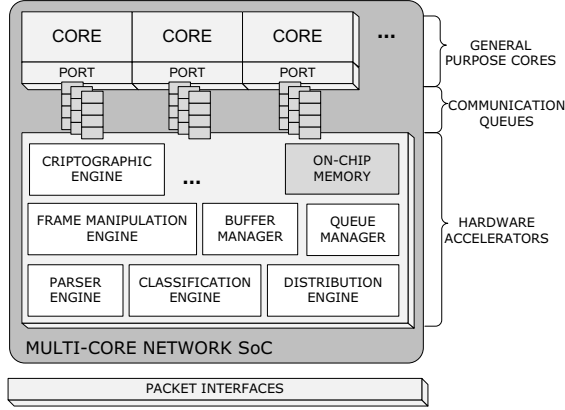 CORE CORE CORE ...
PORT PORT PORT
GENERAL
PURPOSE CORES
COMMUNICATION
QUEUES
CRIPTOGRAPHIC
ENGINE
...
ON-CHIP
MEMORY
FRAME MANIPULATION
ENGINE
BUFFER
MANAGER
QUEUE
MANAGER
HARDWARE
ACCELERATORS
PARSER
ENGINE
CLASSIFICATION
ENGINE
DISTRIBUTION
ENGINE
MULTI-CORE NETWORK SoC
PACKET INTERFACES